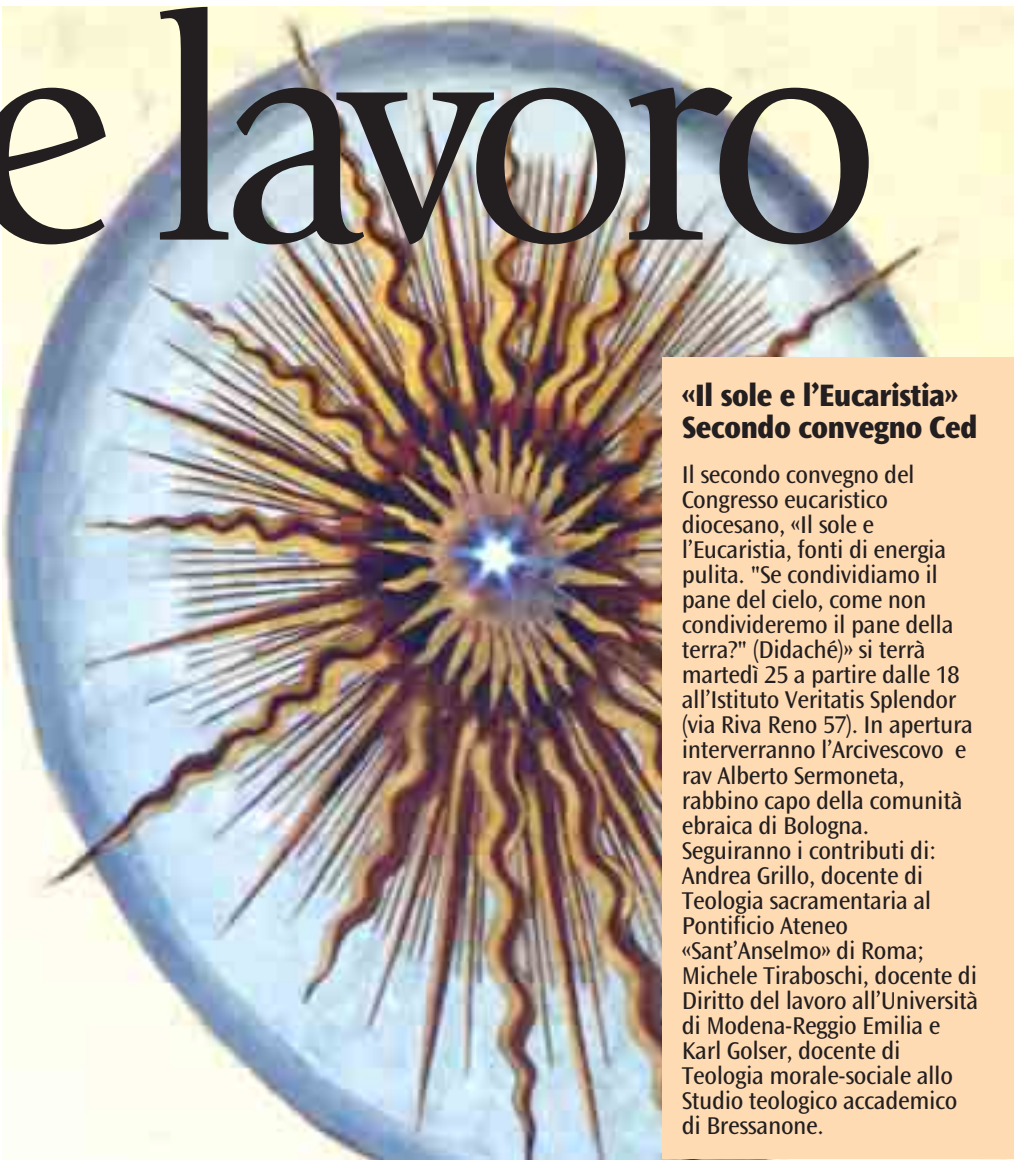 e lavoro
«Il sole e l'Eucaristia»
Secondo convegno Ced
Il secondo convegno del
Congresso eucaristico
diocesano, «Il sole e
l'Eucaristia, fonti di energia
pulita. "Se condividiamo il
pane del cielo, come non
condivideremo il pane della
terra?" (Didaché)» si terrà
martedì 25 a partire dalle 18
all'Istituto Veritatis Splendor
(via Riva Reno 57). In apertura
interverranno l'Arcivescovo  e
rav Alberto Sermoneta,
rabbino capo della comunità
ebraica di Bologna.
Seguiranno i contributi di:
Andrea Grillo, docente di
Teologia sacramentaria al
Pontificio Ateneo
«Sant'Anselmo» di Roma;
Michele Tiraboschi, docente di
Diritto del lavoro all'Università
di Modena-Reggio Emilia e
Karl Golser, docente di
Teologia morale-sociale allo
Studio teologico accademico
di Bressanone.